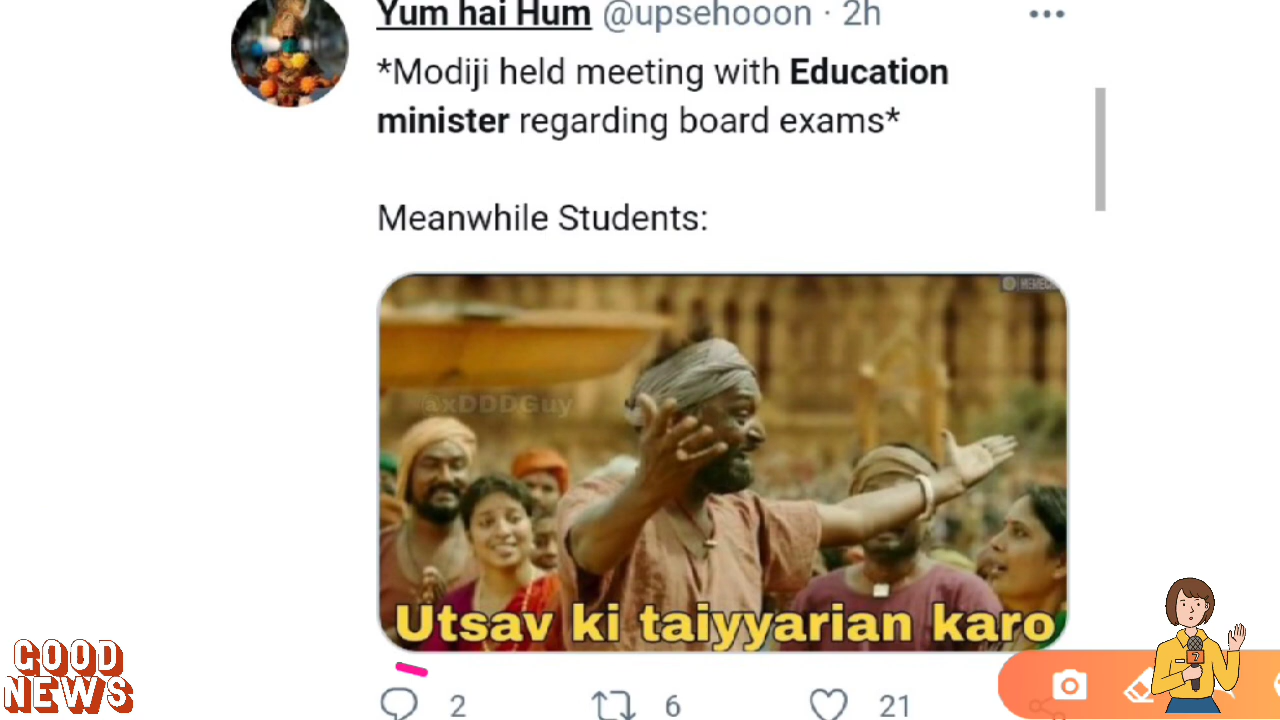 Yum hai Hum @upsehooon · 2h
*Modiji held meeting with Education
minister regarding board exams*
Meanwhile Students:
@xDDDGuy
Utsav ki taiyyarian karo
2 6 21
GOOD
NEWS